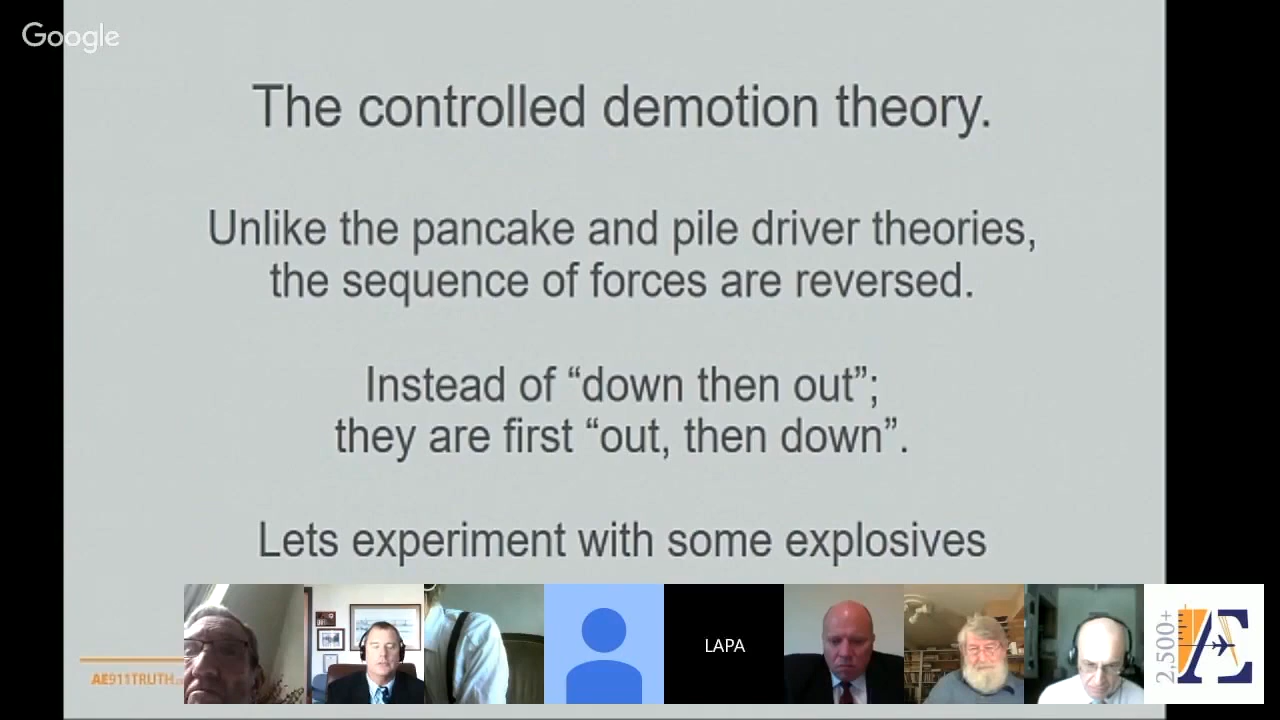 Google
The controlled demotion theory.
Unlike the pancake and pile driver theories,
the sequence of forces are reversed.
Instead of “down then out”;
they are first “out, then down”.
Lets experiment with some explosives
LAPA
AE911TRUTH
2,500+
Æ